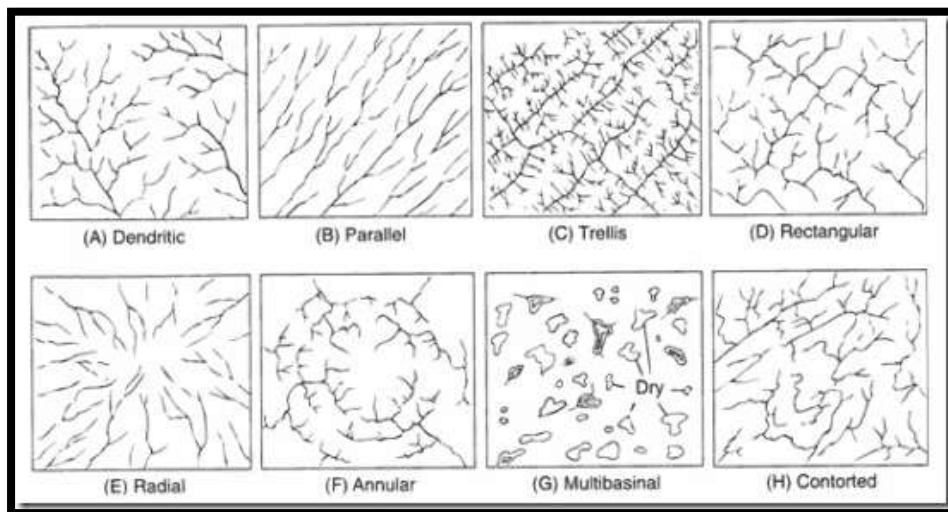 (A) Dendritic
(B) Parallel
(C) Trellis
(D) Rectangular
Dry
(E) Radial
(F) Annular
(G) Multibasinal
(H) Contorted